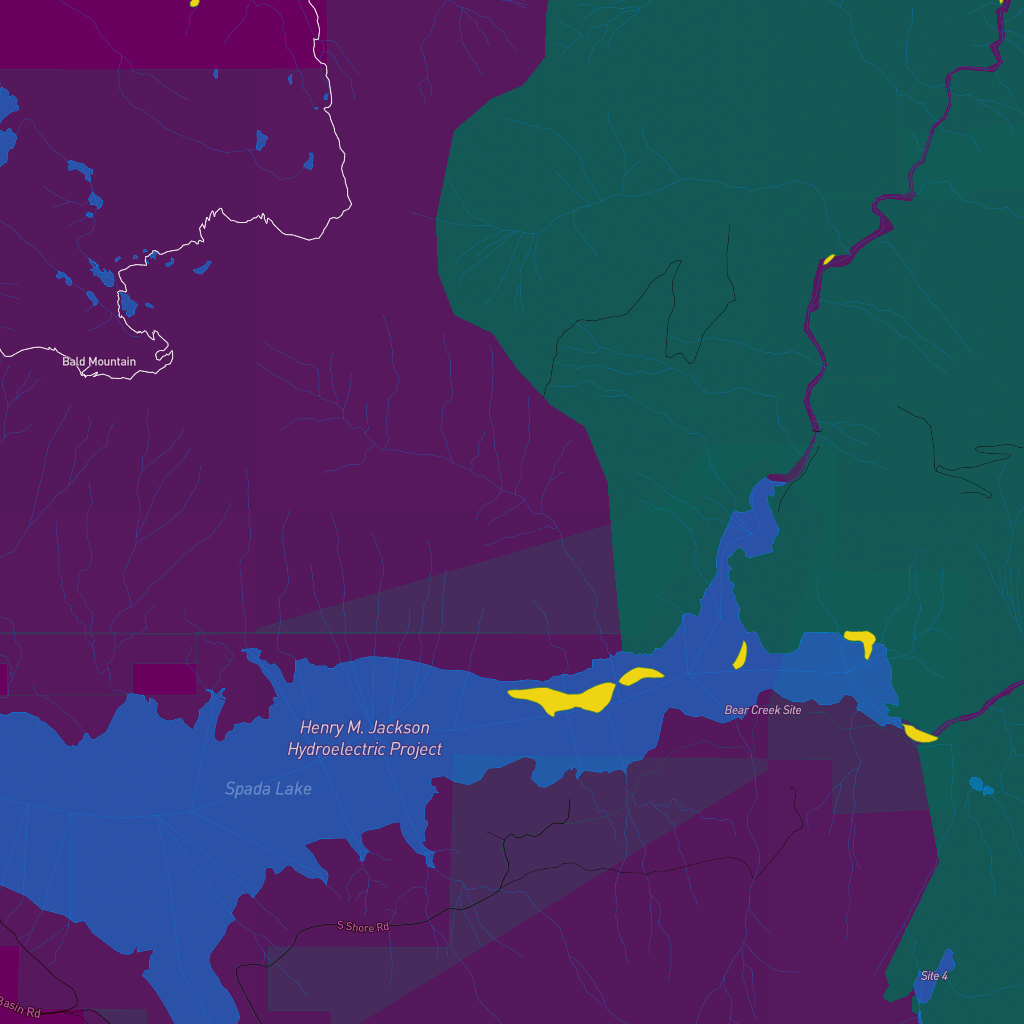 Bald Mountain
Bear Creek Site
Henry M. Jackson
Hydroelectric Project
Spada Lake
S Shore Rd
Site 4
Basin Rd